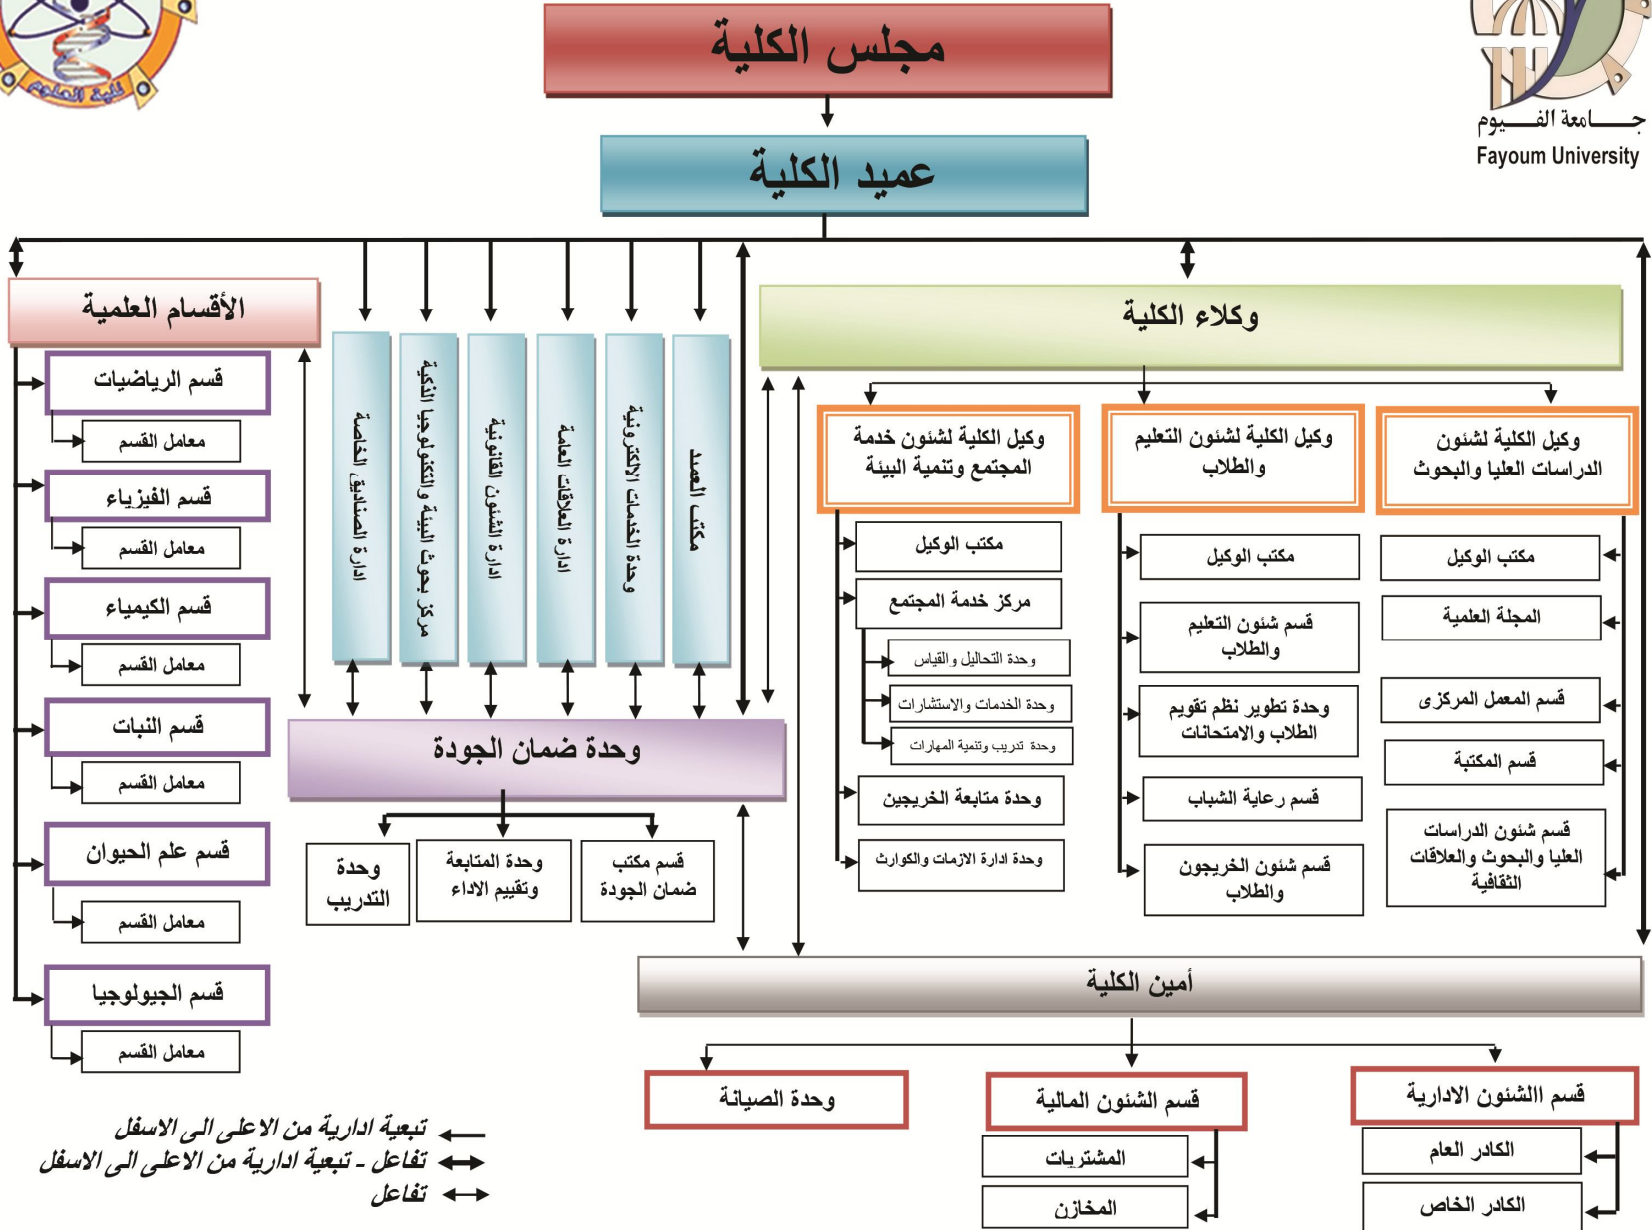 كلية العلوم
جـــــامعة الفـــــيوم
Fayoum University
مجلس الكلية
عميد الكلية
وكلاء الكلية
وكيل الكلية لشئون
الدراسات العليا والبحوث
مكتب الوكيل
المجلة العلمية
قسم المعمل المركزى
قسم المكتبة
قسم شئون الدراسات
العليا والبحوث والعلاقات
الثقافية
وكيل الكلية لشئون التعليم
والطلاب
مكتب الوكيل
قسم شئون التعليم
والطلاب
وحدة تطوير نظم تقويم
الطلاب والامتحانات
قسم رعاية الشباب
قسم شئون الخريجون
والطلاب
وكيل الكلية لشئون خدمة
المجتمع وتنمية البيئة
مكتب الوكيل
مركز خدمة المجتمع
وحدة التحاليل والقياس
وحدة الخدمات والاستشارات
وحدة تدريب وتنمية المهارات
وحدة متابعة الخريجين
وحدة ادارة الازمات والكوارث
مكتب العميد
وحدة الخدمات الالكترونية
ادارة العلاقات العامة
ادارة لشئون القانونية
مركز بحوث البيئة والتكنولوجيا الذكية
ادارة الصناديق الخاصة
وحدة ضمان الجودة
قسم مكتب
ضمان الجودة
وحدة المتابعة
وتقييم الاداء
وحدة
التدريب
الأقسام العلمية
قسم الرياضيات
معامل القسم
قسم الفيزياء
معامل القسم
قسم الكيمياء
معامل القسم
قسم النبات
معامل القسم
قسم علم الحيوان
معامل القسم
قسم الجيولوجيا
معامل القسم
أمين الكلية
قسم االشئون الادارية
الكادر العام
الكادر الخاص
قسم الشئون المالية
المشتريات
المخازن
وحدة الصيانة
تبعية ادارية من الاعلى الى الاسفل
تفاعل - تبعية ادارية من الاعلى الى الاسفل
تفاعل